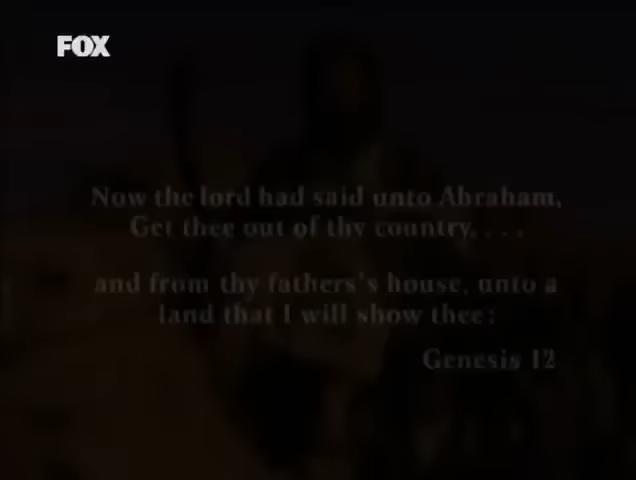 FOX
Now the lord had said unto Abraham,
Get thee out of thy country, . . .
and from thy fathers's house, unto a
land that I will show thee:
Genesis 12